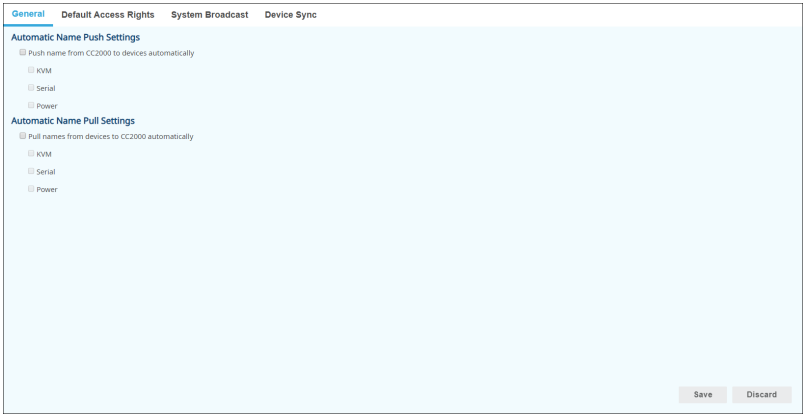 General Default Access Rights System Broadcast Device Sync
Automatic Name Push Settings
Push name from CC2000 to devices automatically
KVM
Serial
Power
Automatic Name Pull Settings
Pull names from devices to CC2000 automatically
KVM
Serial
Power
Save Discard